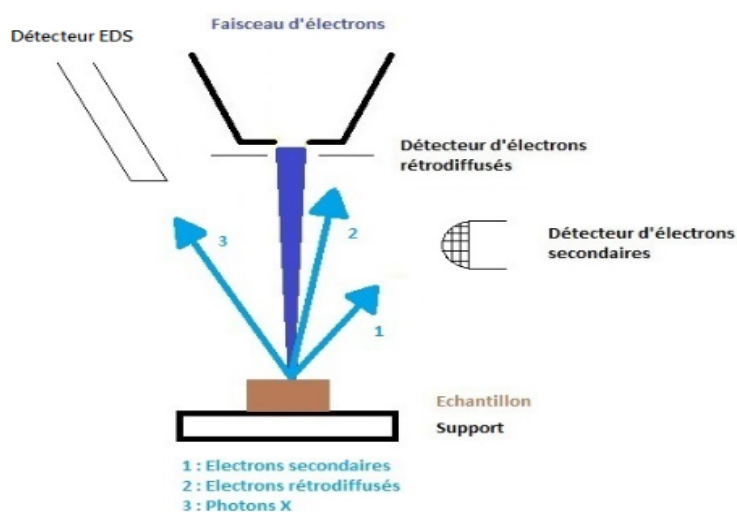 Faisceau d'électrons
Détecteur EDS
Détecteur d'électrons
rétrodiffusés
3
2
Détecteur d'électrons
secondaires
1
Echantillon
Support
1 : Electrons secondaires
2 : Electrons rétrodiffusés
3 : Photons X